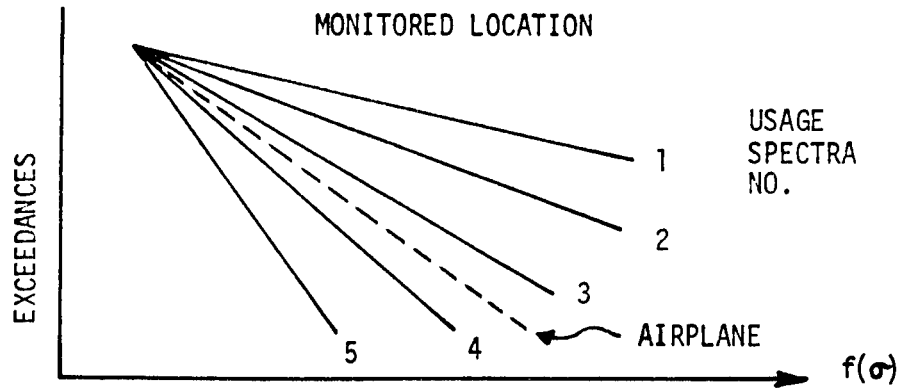 MONITORED LOCATION
USAGE
SPECTRA
NO.
1
2
3
4
5
AIRPLANE
EXCEEDANCES
f(σ)